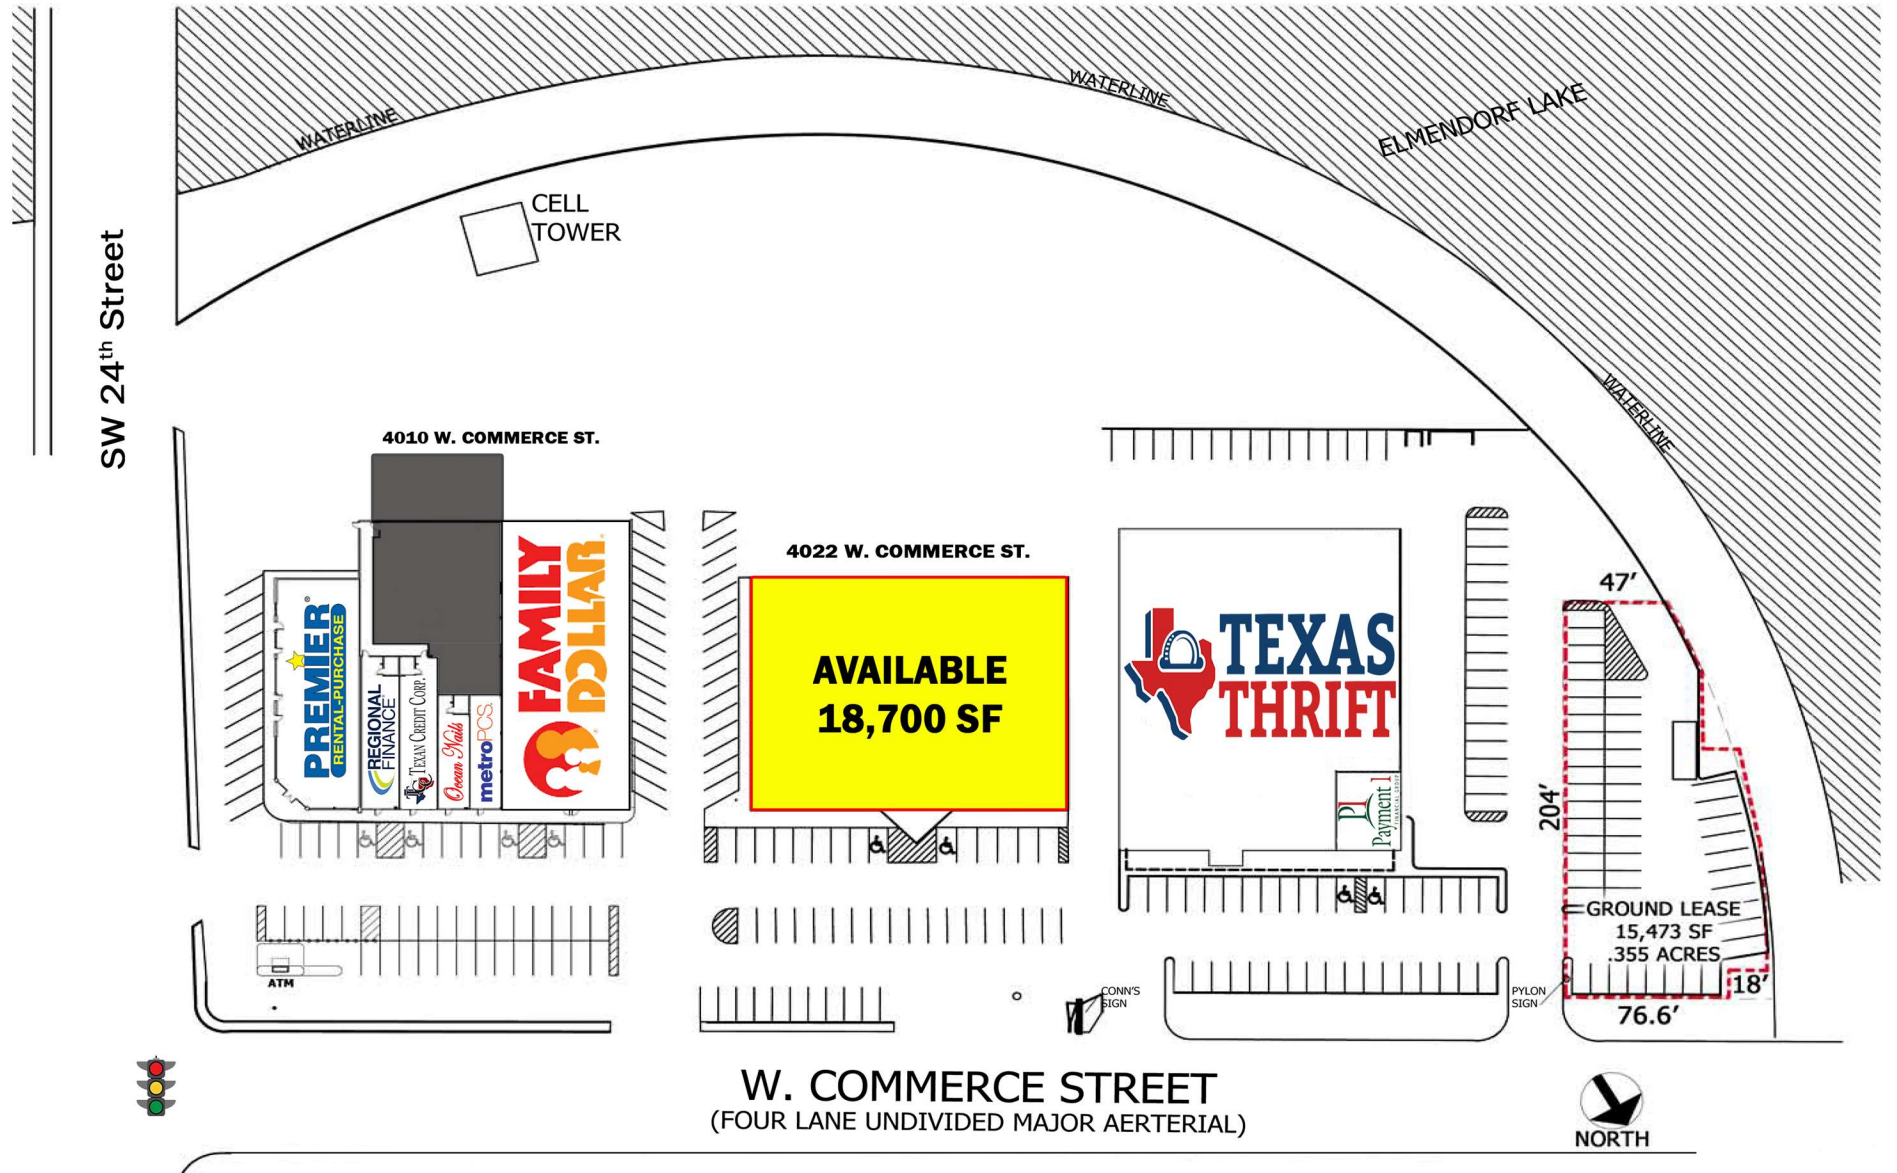 WATERLINE
WATERLINE
ELMENDORF LAKE
CELL
TOWER
SW 24th Street
WATERLINE
4010 W. COMMERCE ST.
4022 W. COMMERCE ST.
PREMIER
RENTAL-PURCHASE
REGIONAL
FINANCE
TEXAN CREDIT CORP.
Ocean Nails
metroPCS.
FAMILY
DOLLAR
AVAILABLE
18,700 SF
TEXAS
THRIFT
P1
Payment 1
FINANCIAL GROUP
47'
204'
GROUND LEASE
15,473 SF
.355 ACRES
18'
76.6'
PYLON
SIGN
CONN'S
SIGN
ATM
W. COMMERCE STREET
(FOUR LANE UNDIVIDED MAJOR AERTERIAL)
NORTH